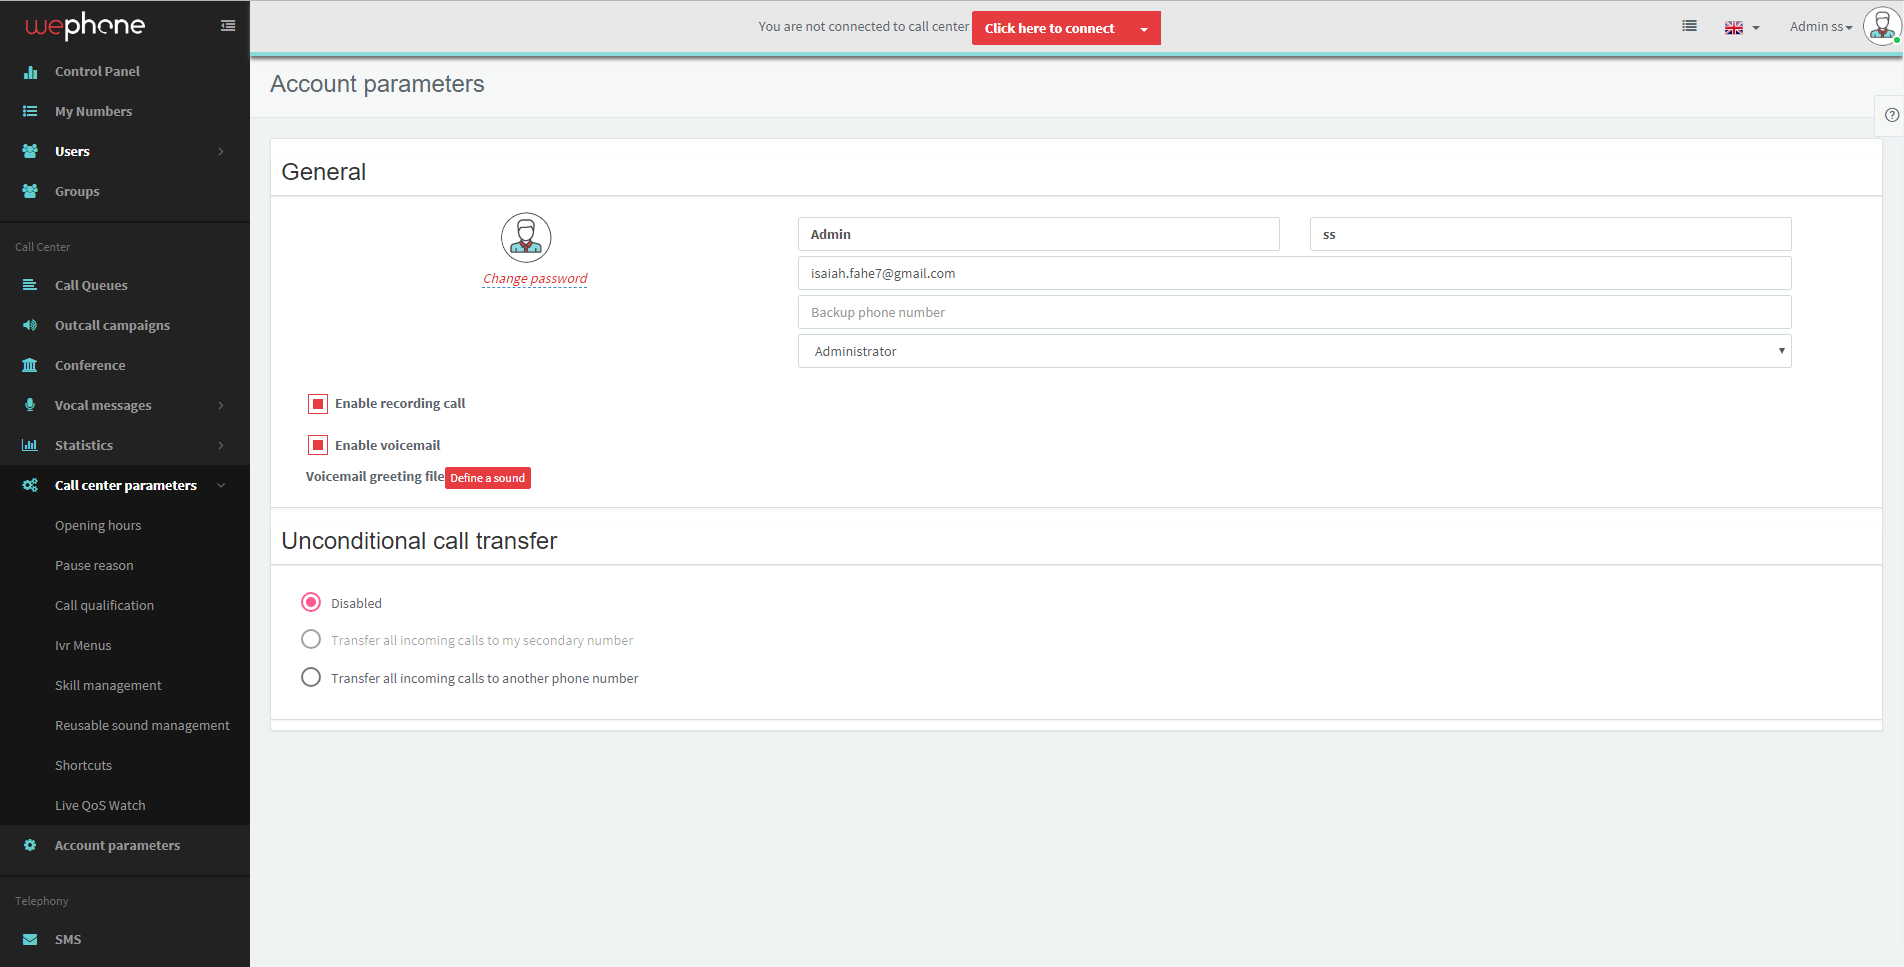 wephone
You are not connected to call center Click here to connect
Admin ss
Control Panel
My Numbers
Users
Groups
Call Center
Call Queues
Outcall campaigns
Conference
Vocal messages
Statistics
Call center parameters
Opening hours
Pause reason
Call qualification
Ivr Menus
Skill management
Reusable sound management
Shortcuts
Live QoS Watch
Account parameters
Telephony
SMS
Account parameters
?
General
Change password
Admin ss
isaiah.fahe7@gmail.com
Backup phone number
Administrator
Enable recording call
Enable voicemail
Voicemail greeting file Define a sound
Unconditional call transfer
Disabled
Transfer all incoming calls to my secondary number
Transfer all incoming calls to another phone number